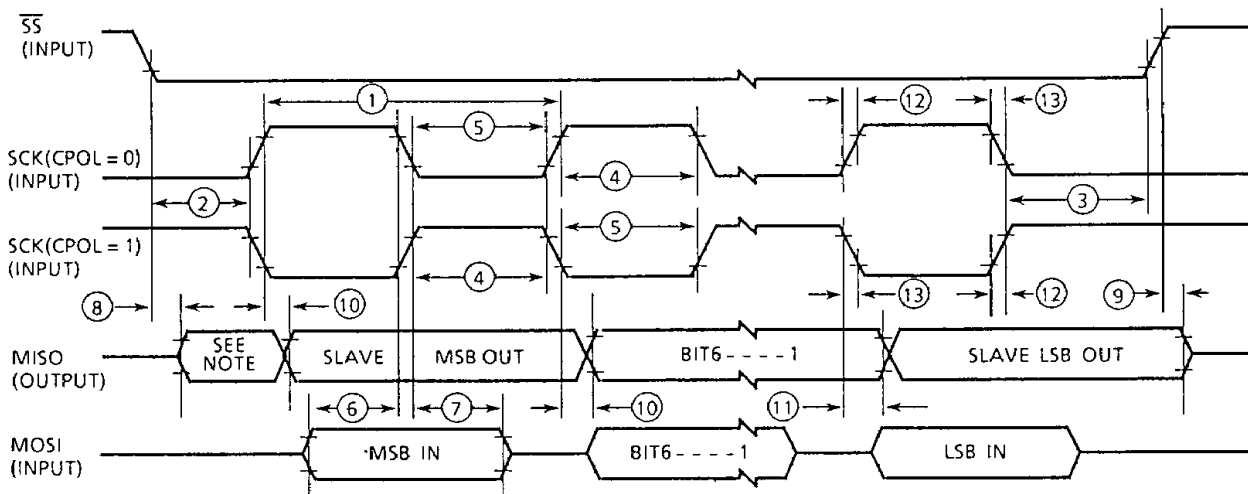 SS
(INPUT)
1
12
13
5
SCK(CPOL = 0)
(INPUT)
4
2
3
5
SCK(CPOL = 1)
(INPUT)
4
8
10
13
12
9
MISO
(OUTPUT)
SEE
NOTE
SLAVE
MSB OUT
BIT6 - - - - 1
SLAVE LSB OUT
6
7
10
11
MOSI
(INPUT)
MSB IN
BIT6 - - - - 1
LSB IN